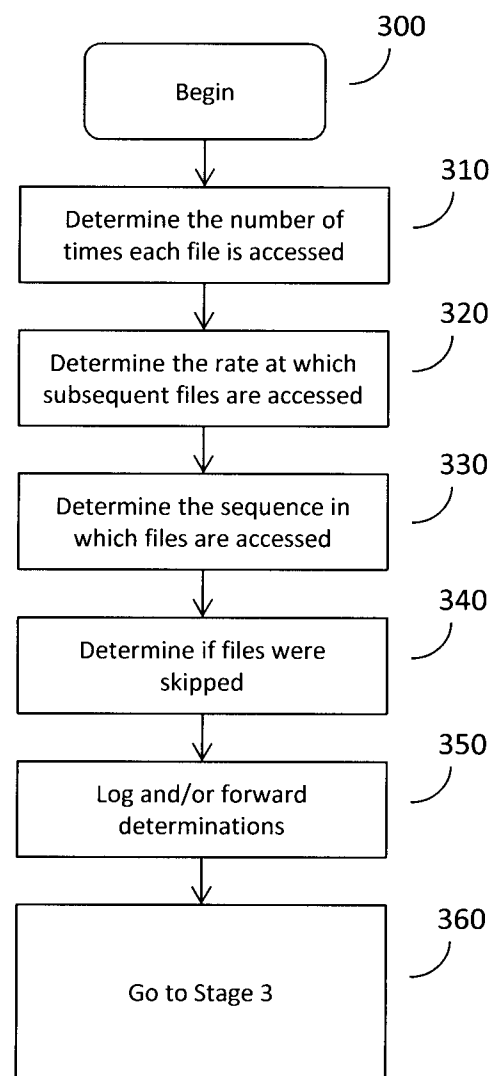 300
Begin
310
Determine the number of
times each file is accessed
320
Determine the rate at which
subsequent files are accessed
330
Determine the sequence in
which files are accessed
340
Determine if files were
skipped
350
Log and/or forward
determinations
360
Go to Stage 3